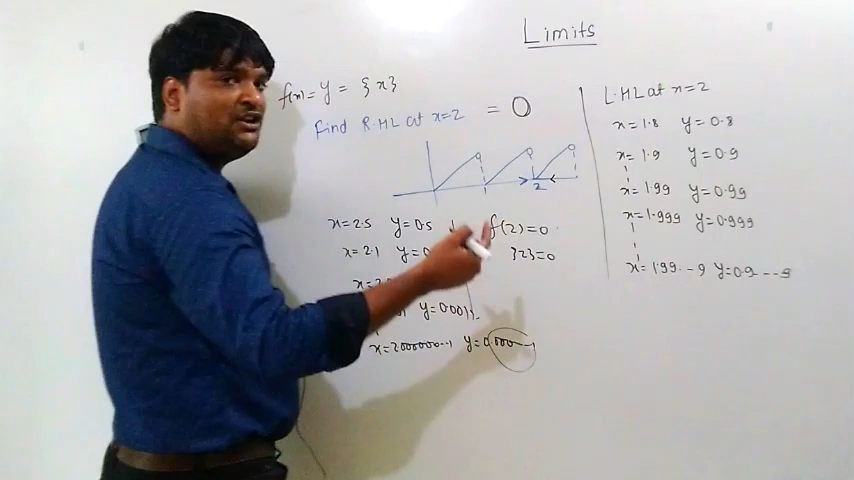 Limits
f(x) = y = {x}
Find R.HL at x=2 = 0
2
x=2.5 y=0.5
f(2)=0
x=2.1
{2}=0
y=0.001
x=2.000000...1 y=0.000...1
L.HL at x=2
x=1.8 y=0.8
x=1.9 y=0.9
x=1.99 y=0.99
x=1.999 y=0.999
x=1.99...9 y=0.9...9